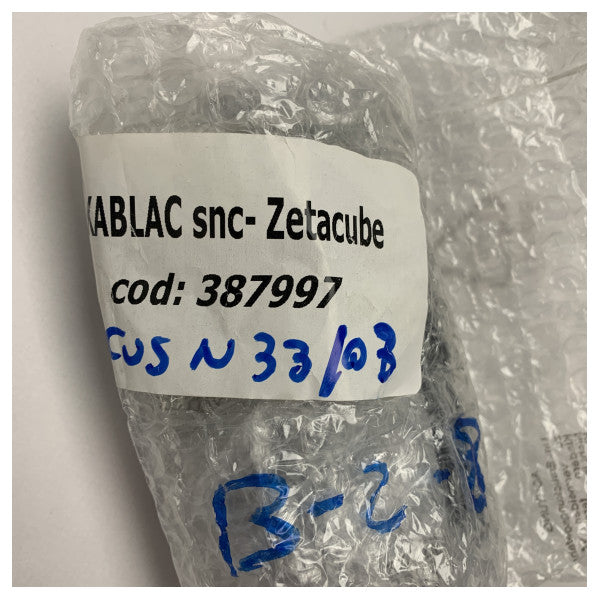 KABLAC snc- Zetacube
cod: 387997
CUS N 33/03
B-2-8